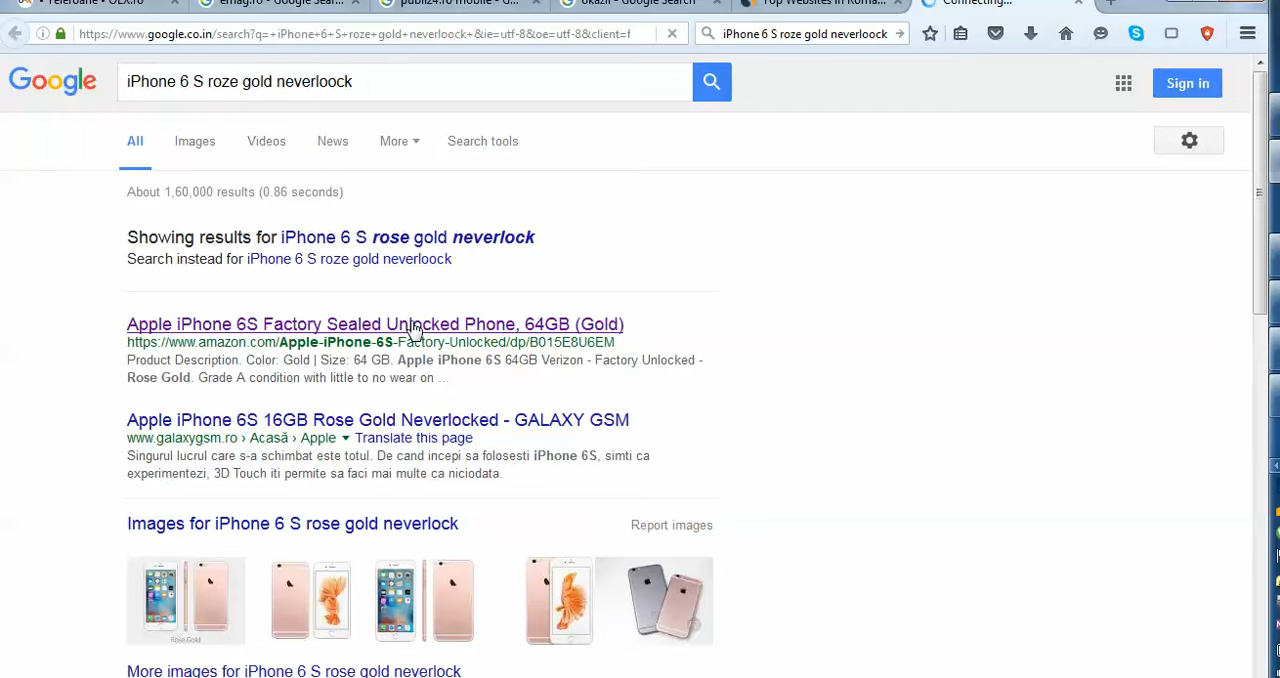 Telefoane - OLX.ro
emag.ro - Google Sear...
publi24.ro mobile - G...
okazii - Google Search
Top Websites in Roma...
Connecting...
https://www.google.co.in/search?q=+iPhone+6+S+roze+gold+neverloock+&ie=utf-8&oe=utf-8&client=f
iPhone 6 S roze gold neverloock
Google
iPhone 6 S roze gold neverloock
Sign in
All Images Videos News More Search tools
About 1,60,000 results (0.86 seconds)
Showing results for iPhone 6 S rose gold neverlock
Search instead for iPhone 6 S roze gold neverloock
Apple iPhone 6S Factory Sealed Unlocked Phone, 64GB (Gold)
https://www.amazon.com/Apple-iPhone-6S-Factory-Unlocked/dp/B015E8U6EM
Product Description. Color: Gold | Size: 64 GB. Apple iPhone 6S 64GB Verizon - Factory Unlocked -
Rose Gold. Grade A condition with little to no wear on ...
Apple iPhone 6S 16GB Rose Gold Neverlocked - GALAXY GSM
www.galaxygsm.ro › Acasă › Apple Translate this page
Singurul lucrul care s-a schimbat este totul. De cand incepi sa folosesti iPhone 6S, simti ca
experimentezi, 3D Touch iti permite sa faci mai multe ca niciodata.
Images for iPhone 6 S rose gold neverlock
Report images
Rose Gold
More images for iPhone 6 S rose gold neverlock